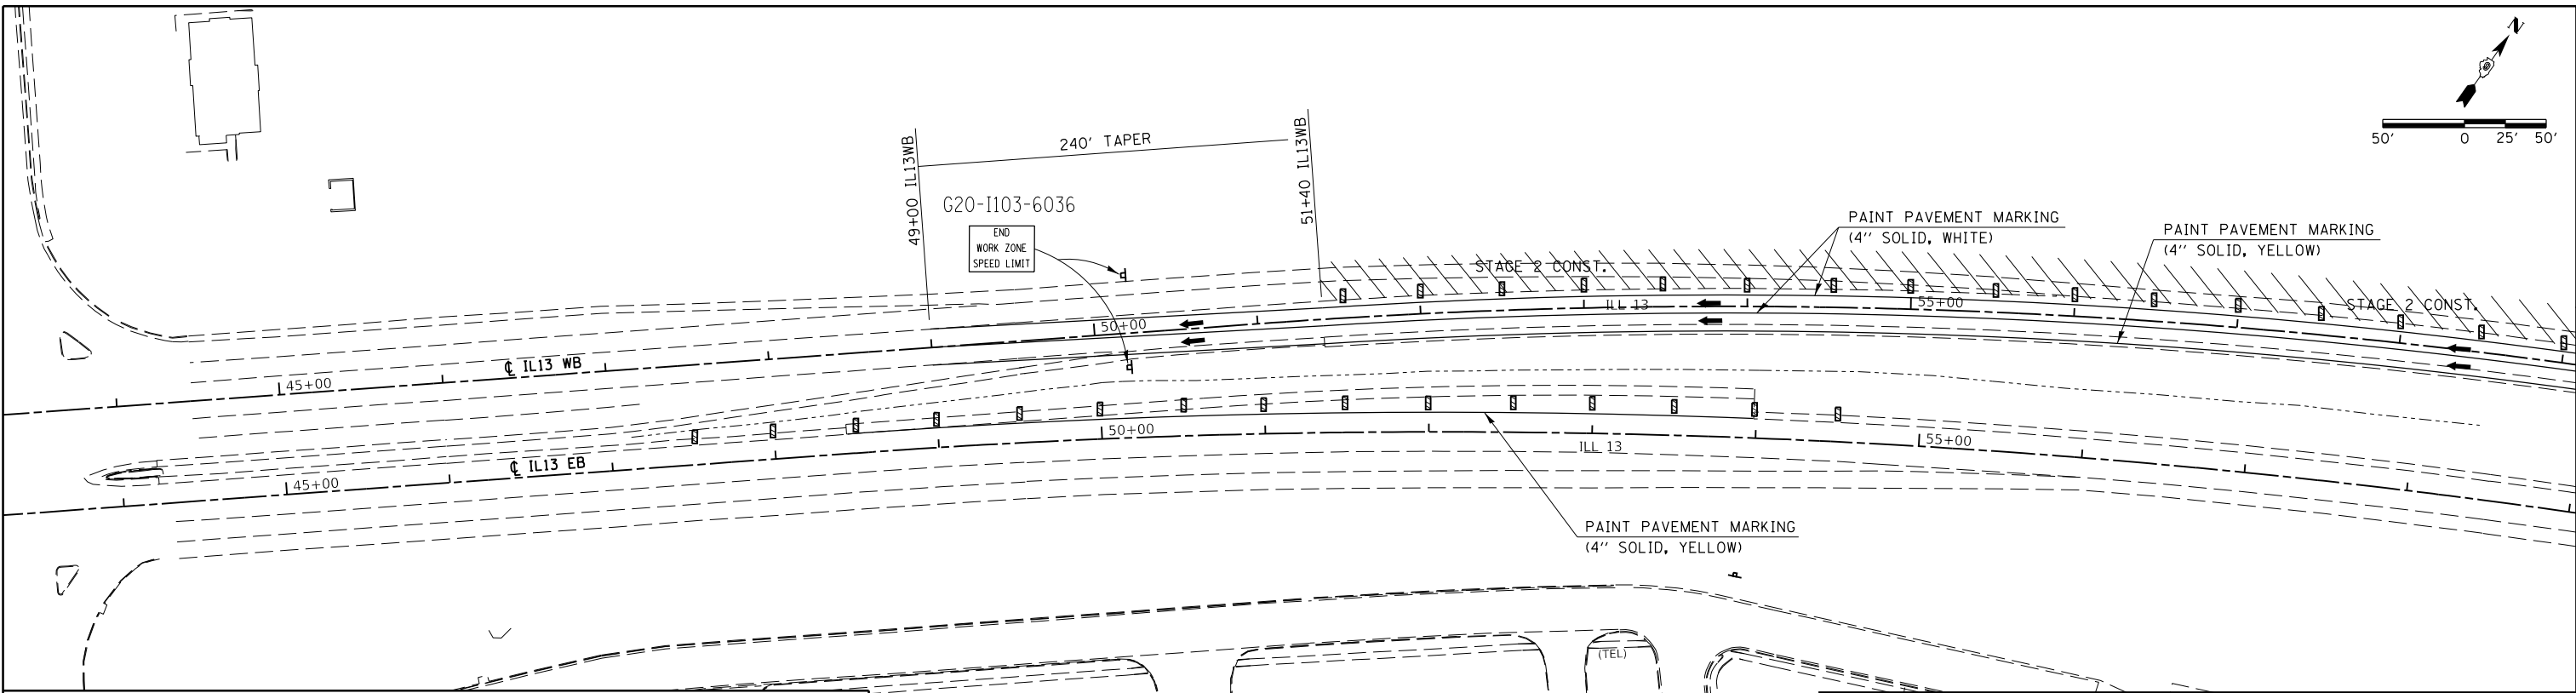 N
50' 0 25' 50'
240' TAPER
49+00 IL13WB
51+40 IL13WB
G20-I103-6036
END
WORK ZONE
SPEED LIMIT
PAINT PAVEMENT MARKING
(4" SOLID, WHITE)
PAINT PAVEMENT MARKING
(4" SOLID, YELLOW)
STAGE 2 CONST.
STAGE 2 CONST.
ILL 13
55+00
50+00
℄ IL13 WB
45+00
50+00
55+00
ILL 13
℄ IL13 EB
45+00
PAINT PAVEMENT MARKING
(4" SOLID, YELLOW)
(TEL)